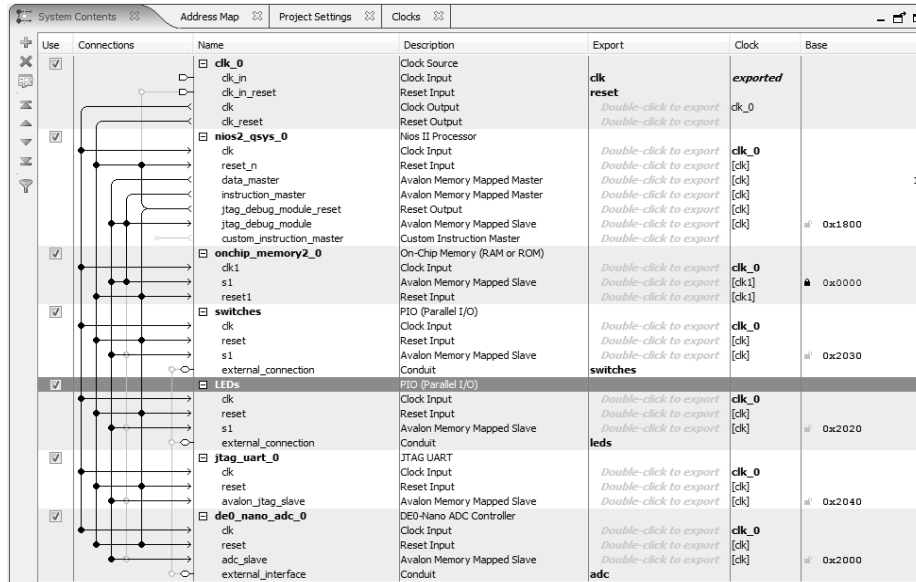 System Contents Address Map Project Settings Clocks
Use Connections Name Description Export Clock Base
clk_0 Clock Source
clk_in Clock Input clk exported
clk_in_reset Reset Input reset
clk Clock Output Double-click to export clk_0
clk_reset Reset Output Double-click to export
nios2_qsys_0 Nios II Processor
clk Clock Input Double-click to export clk_0
reset_n Reset Input Double-click to export [clk]
data_master Avalon Memory Mapped Master Double-click to export [clk]
instruction_master Avalon Memory Mapped Master Double-click to export [clk]
jtag_debug_module_reset Reset Output Double-click to export [clk]
jtag_debug_module Avalon Memory Mapped Slave Double-click to export [clk] 0x1800
custom_instruction_master Custom Instruction Master Double-click to export
onchip_memory2_0 On-Chip Memory (RAM or ROM)
clk1 Clock Input Double-click to export clk_0
s1 Avalon Memory Mapped Slave Double-click to export [clk1] 0x0000
reset1 Reset Input Double-click to export [clk1]
switches PIO (Parallel I/O)
clk Clock Input Double-click to export clk_0
reset Reset Input Double-click to export [clk]
s1 Avalon Memory Mapped Slave Double-click to export [clk] 0x2030
external_connection Conduit switches
LEDs PIO (Parallel I/O)
clk Clock Input Double-click to export clk_0
reset Reset Input Double-click to export [clk]
s1 Avalon Memory Mapped Slave Double-click to export [clk] 0x2020
external_connection Conduit leds
jtag_uart_0 JTAG UART
clk Clock Input Double-click to export clk_0
reset Reset Input Double-click to export [clk]
avalon_jtag_slave Avalon Memory Mapped Slave Double-click to export [clk] 0x2040
de0_nano_adc_0 DE0-Nano ADC Controller
clk Clock Input Double-click to export clk_0
reset Reset Input Double-click to export [clk]
adc_slave Avalon Memory Mapped Slave Double-click to export [clk] 0x2000
external_interface Conduit adc